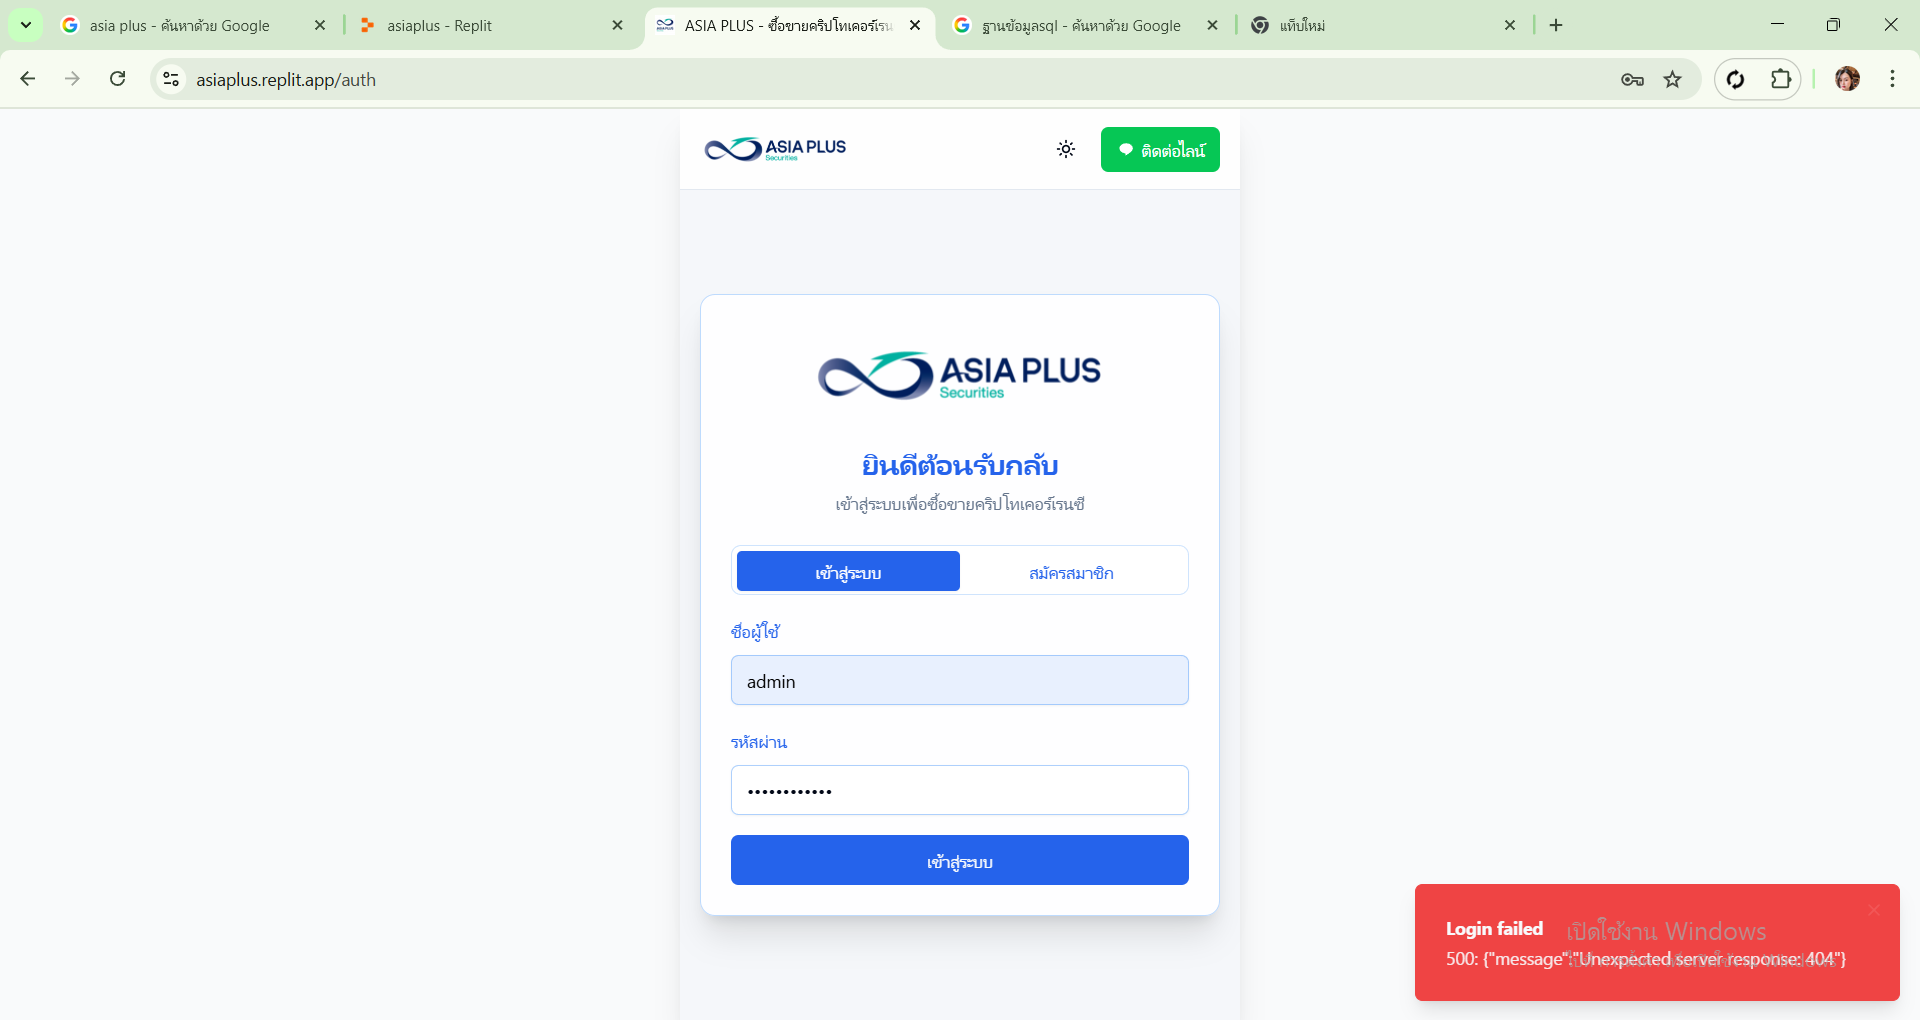 asia plus - ค้นหาด้วย Google
asiaplus - Replit
ASIA PLUS - ซื้อขายคริปโทเคอร์เรน
ฐานข้อมูลsql - ค้นหาด้วย Google
แท็บใหม่
asiaplus.replit.app/auth
ASIA PLUS
Securities
ติดต่อไลน์
ASIA PLUS
Securities
ยินดีต้อนรับกลับ
เข้าสู่ระบบเพื่อซื้อขายคริปโทเคอร์เรนซี
เข้าสู่ระบบ
สมัครสมาชิก
ชื่อผู้ใช้
admin
รหัสผ่าน
••••••••••••
เข้าสู่ระบบ
Login failed
เปิดใช้งาน Windows
500: {"message":"Unexpected server response: 404"}